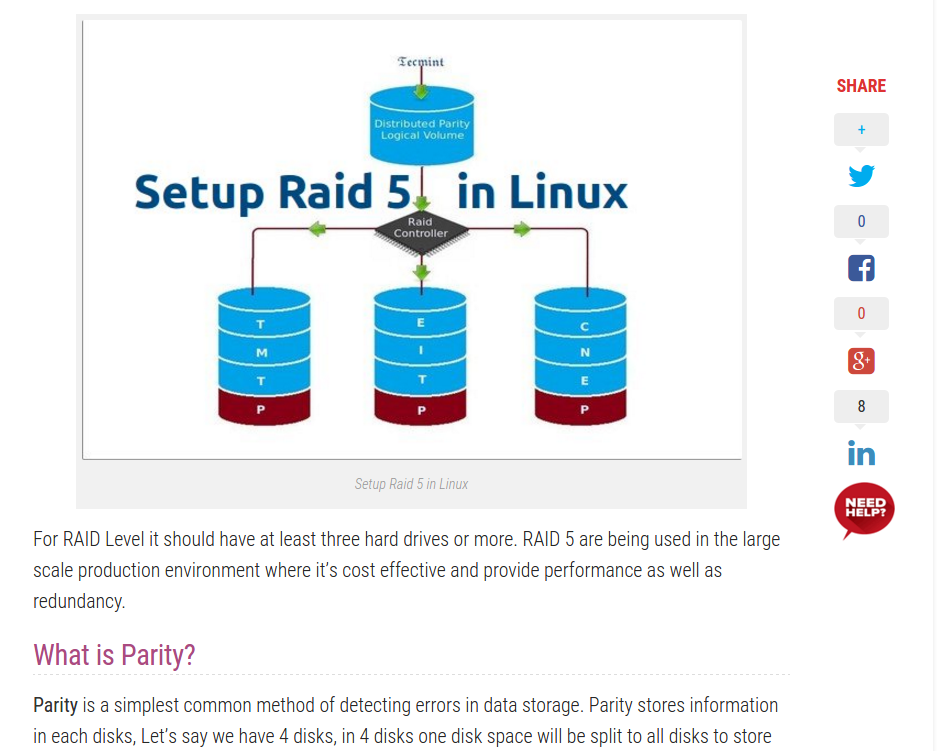 Tecmint
Distributed Parity
Logical Volume
Setup Raid 5 in Linux
Raid
Controller
T E C
M I N
T T E
P P P
Setup Raid 5 in Linux
For RAID Level it should have at least three hard drives or more. RAID 5 are being used in the large
scale production environment where it’s cost effective and provide performance as well as
redundancy.
What is Parity?
Parity is a simplest common method of detecting errors in data storage. Parity stores information
in each disks, Let’s say we have 4 disks, in 4 disks one disk space will be split to all disks to store
SHARE
+
0
0
g+
8
in
NEED
HELP?